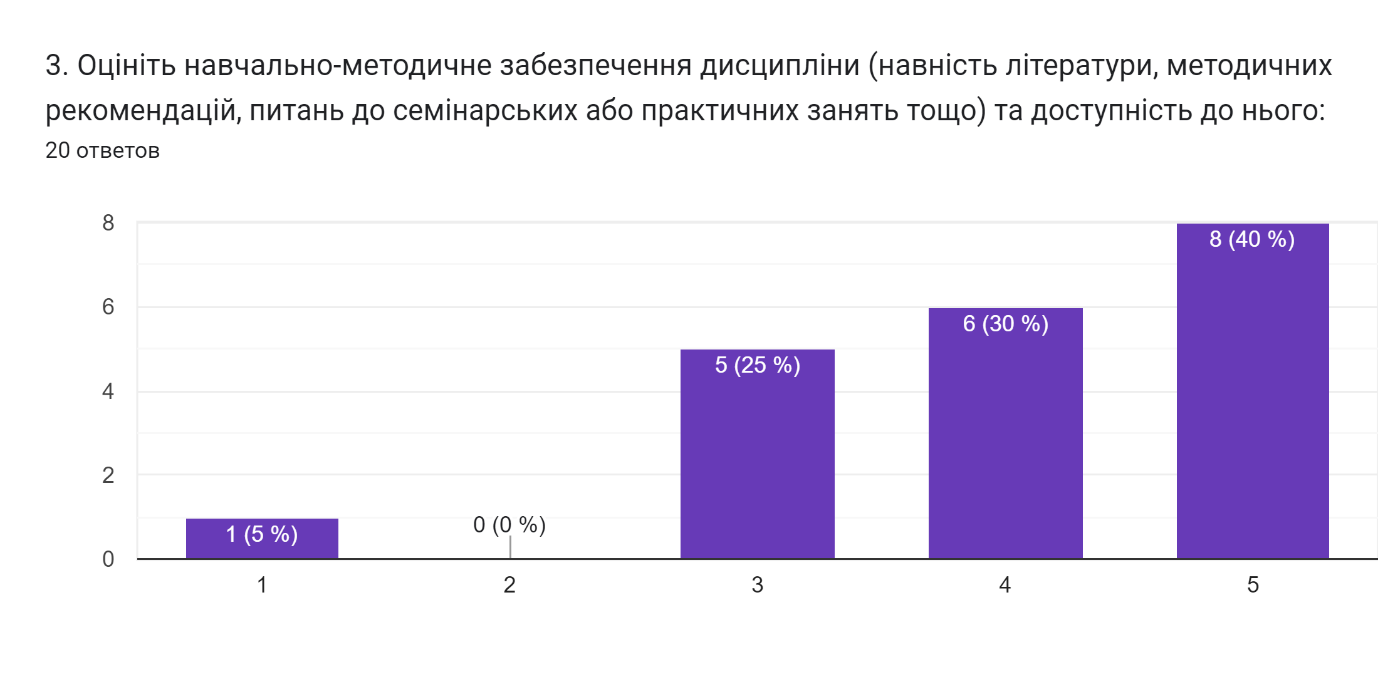 3. Оцініть навчально-методичне забезпечення дисципліни (навність літератури, методичних
рекомендацій, питань до семінарських або практичних занять тощо) та доступність до нього:
20 ответов
8
6
4
2
0
1 (5 %)
0 (0 %)
5 (25 %)
6 (30 %)
8 (40 %)
1
2
3
4
5